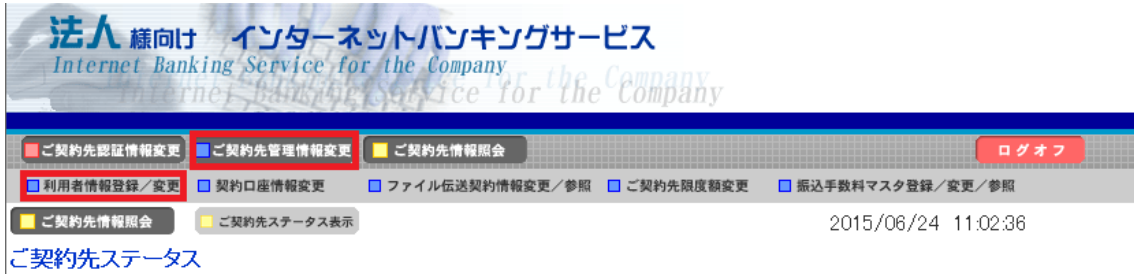 法人 様向け インターネットバンキングサービス
Internet Banking Service for the Company
Internet Banking Service for the Company
ご契約先認証情報変更 ご契約先管理情報変更 ご契約先情報照会 ログオフ
利用者情報登録／変更 契約口座情報変更 ファイル伝送契約情報変更／参照 ご契約先限度額変更 振込手数料マスタ登録／変更／参照
ご契約先情報照会 ご契約先ステータス表示 2015/06/24 11:02:36
ご契約先ステータス